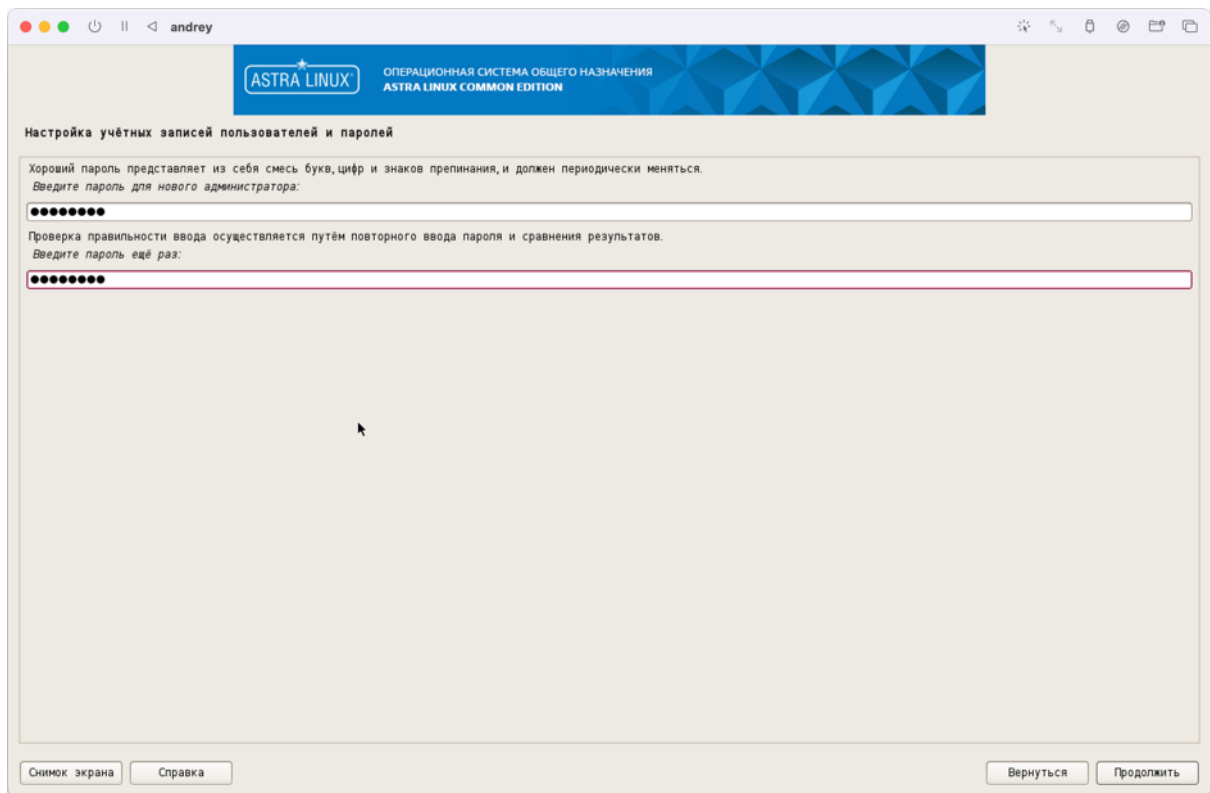 andrey
ASTRA LINUX®
ОПЕРАЦИОННАЯ СИСТЕМА ОБЩЕГО НАЗНАЧЕНИЯ
ASTRA LINUX COMMON EDITION
Настройка учётных записей пользователей и паролей
Хороший пароль представляет из себя смесь букв, цифр и знаков препинания, и должен периодически меняться.
Введите пароль для нового администратора:
●●●●●●●●
Проверка правильности ввода осуществляется путём повторного ввода пароля и сравнения результатов.
Введите пароль ещё раз:
●●●●●●●●
Снимок экрана
Справка
Вернуться
Продолжить